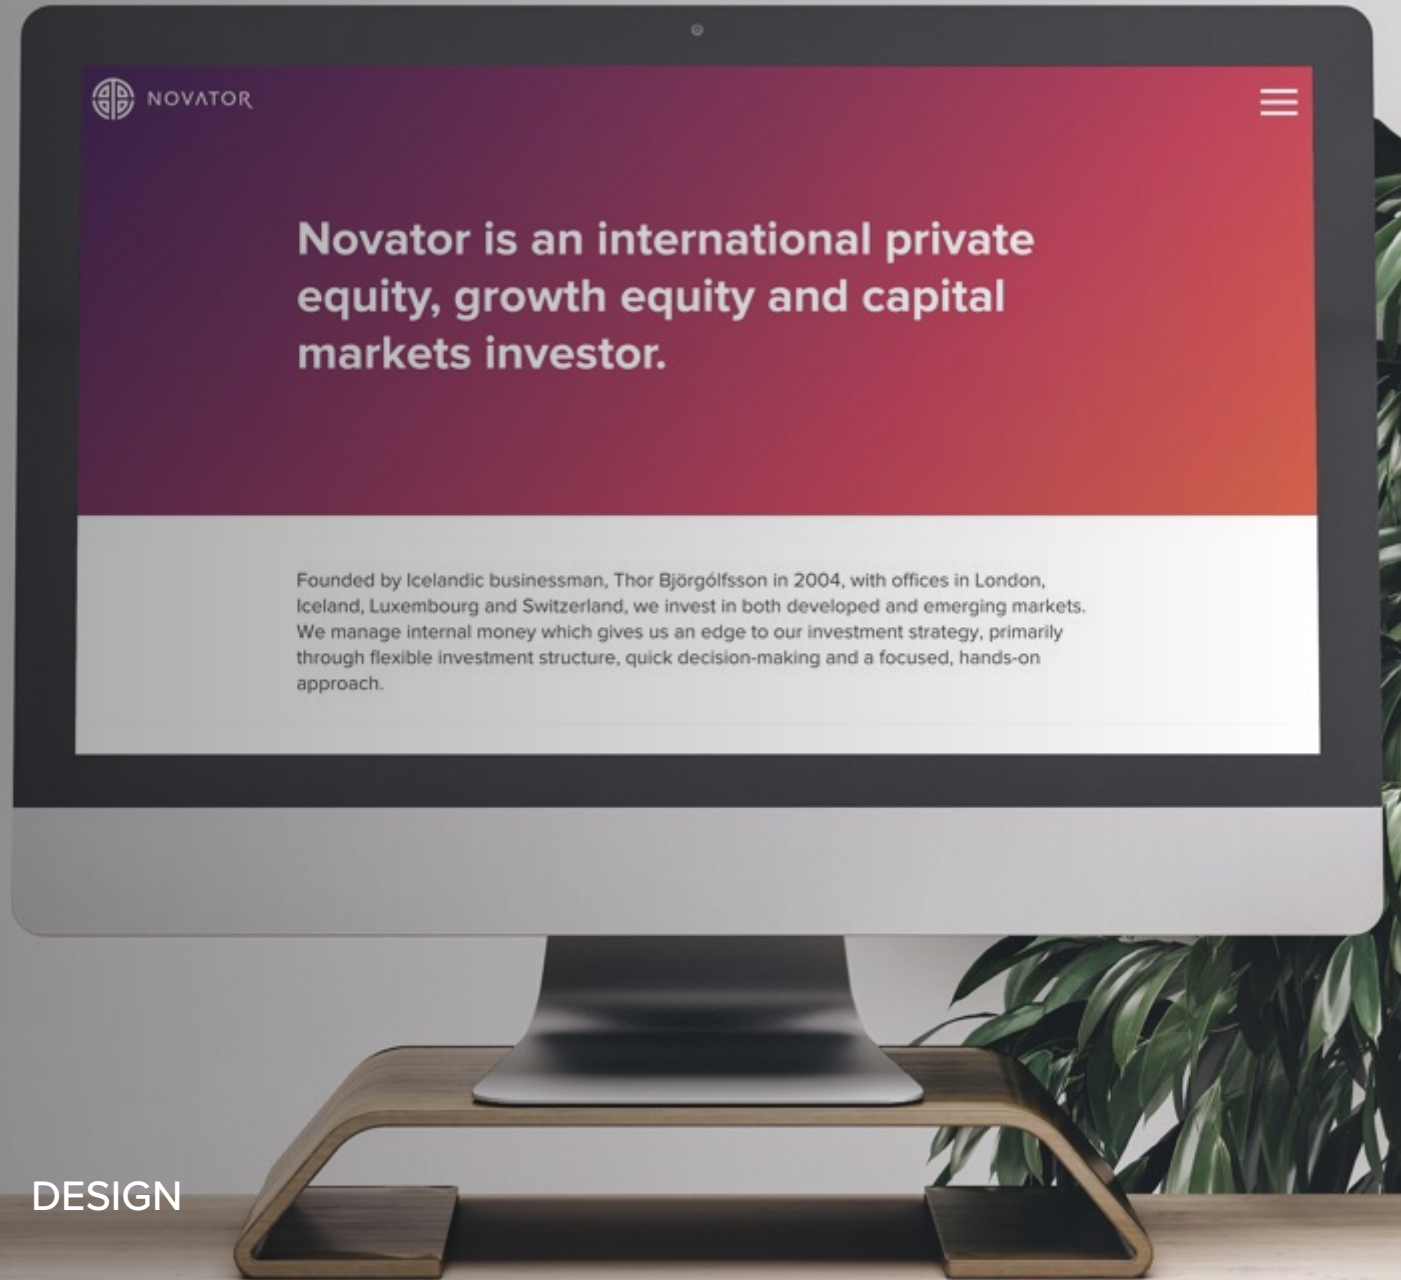 NOVATOR
Novator is an international private
equity, growth equity and capital
markets investor.
Founded by Icelandic businessman, Thor Björgólfsson in 2004, with offices in London,
Iceland, Luxembourg and Switzerland, we invest in both developed and emerging markets.
We manage internal money which gives us an edge to our investment strategy, primarily
through flexible investment structure, quick decision-making and a focused, hands-on
approach.
DESIGN